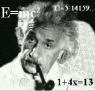 E=mc²
=3.14159...
1+4x=13